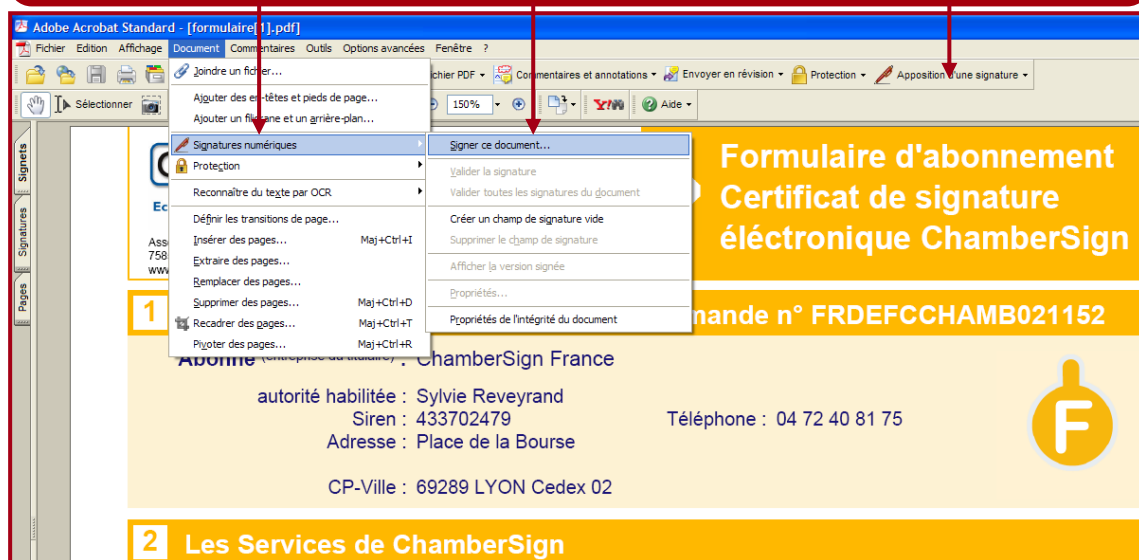 Adobe Acrobat Standard - [formulaire[1].pdf]
Fichier Edition Affichage Document Commentaires Outils Options avancées Fenêtre ?
Joindre un fichier...
ichier PDF
Commentaires et annotations
Envoyer en révision
Protection
Apposition d'une signature
Sélectionner
150%
Y!
Aide
Ajouter des en-têtes et pieds de page...
Ajouter un filigrane et un arrière-plan...
Signatures numériques
Protection
Reconnaître du texte par OCR
Définir les transitions de page...
Insérer des pages... Maj+Ctrl+I
Extraire des pages...
Remplacer des pages...
Supprimer des pages... Maj+Ctrl+D
Recadrer des pages... Maj+Ctrl+T
Pivoter des pages... Maj+Ctrl+R
Signer ce document...
Valider la signature
Valider toutes les signatures du document
Créer un champ de signature vide
Supprimer le champ de signature
Afficher la version signée
Propriétés...
Propriétés de l'intégrité du document
Signets
Signatures
Pages
Ec
Ass
758
www
Formulaire d'abonnement
Certificat de signature
éléctronique ChamberSign
1
mande n° FRDEFCCHAMB021152
Abonné (entreprise du titulaire) : ChamberSign France
autorité habilitée : Sylvie Reveyrand
Siren : 433702479 Téléphone : 04 72 40 81 75
Adresse : Place de la Bourse
CP-Ville : 69289 LYON Cedex 02
F
2 Les Services de ChamberSign